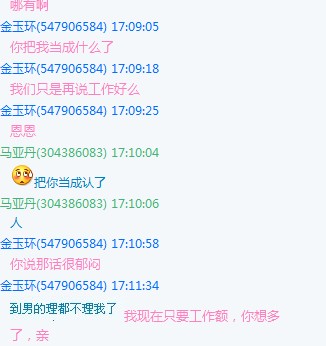 哪有啊
金玉环(547906584) 17:09:05
你把我当成什么了
金玉环(547906584) 17:09:18
我们只是再说工作好么
金玉环(547906584) 17:09:25
恩恩
马亚丹(304386083) 17:10:04
把你当成认了
马亚丹(304386083) 17:10:06
人
金玉环(547906584) 17:10:58
你说那话很郁闷
金玉环(547906584) 17:11:34
到男的理都不理我了 我现在只要工作额，你想多
了，亲